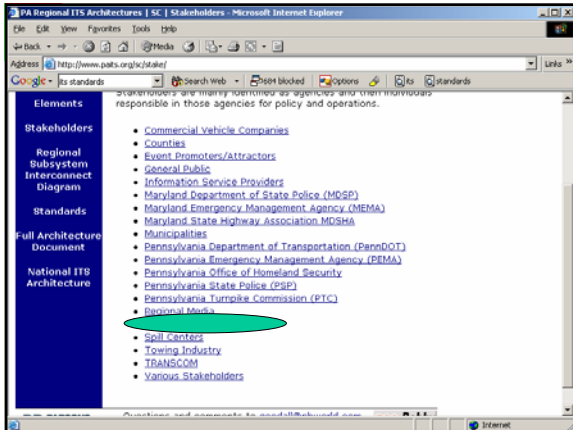 PA Regional ITS Architectures | SC | Stakeholders - Microsoft Internet Explorer
File Edit View Favorites Tools Help
Back Search Favorites Media
Address http://www.paits.org/sc/stake/ Links »
Google its standards Search Web 5684 blocked Options its standards
Elements
Stakeholders
Regional
Subsystem
Interconnect
Diagram
Standards
Full Architecture
Document
National ITS
Architecture
Stakeholders are mainly identified as agencies and then individuals
responsible in those agencies for policy and operations.
• Commercial Vehicle Companies
• Counties
• Event Promoters/Attractors
• General Public
• Information Service Providers
• Maryland Department of State Police (MDSP)
• Maryland Emergency Management Agency (MEMA)
• Maryland State Highway Association MDSHA
• Municipalities
• Pennsylvania Department of Transportation (PennDOT)
• Pennsylvania Emergency Management Agency (PEMA)
• Pennsylvania Office of Homeland Security
• Pennsylvania State Police (PSP)
• Pennsylvania Turnpike Commission (PTC)
• Regional Media
• Spill Centers
• Towing Industry
• TRANSCOM
• Various Stakeholders
Questions and comments to
Internet